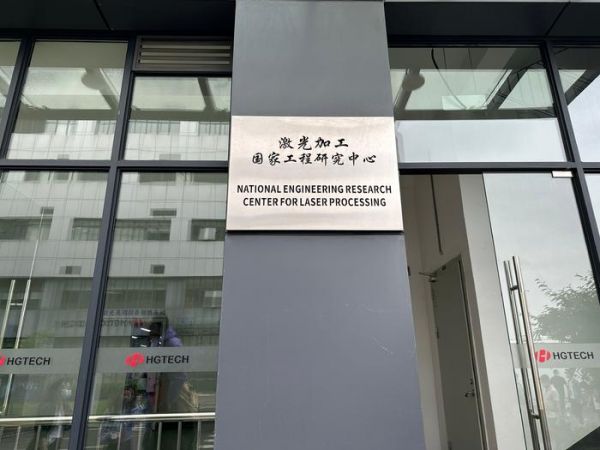 激光加工
国家工程研究中心
NATIONAL ENGINEERING RESEARCH
CENTER FOR LASER PROCESSING
HGTECH
HGTECH
HGTECH